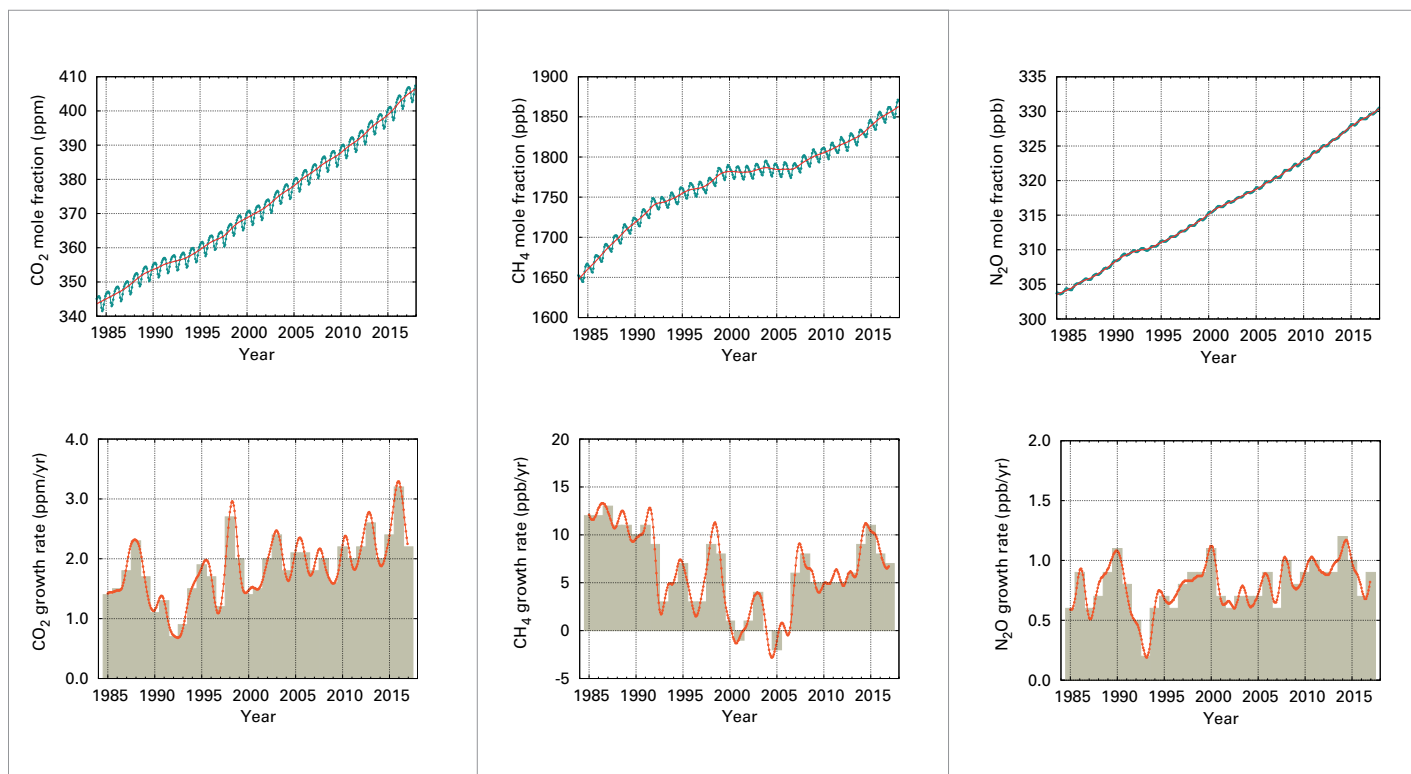 CO2 mole fraction (ppm)
410
400
390
380
370
360
350
340
1985 1990 1995 2000 2005 2010 2015
Year
CH4 mole fraction (ppb)
1900
1850
1800
1750
1700
1650
1600
1985 1990 1995 2000 2005 2010 2015
Year
N2O mole fraction (ppb)
335
330
325
320
315
310
305
300
1985 1990 1995 2000 2005 2010 2015
Year
CO2 growth rate (ppm/yr)
4.0
3.0
2.0
1.0
0.0
1985 1990 1995 2000 2005 2010 2015
Year
CH4 growth rate (ppb/yr)
20
15
10
5
0
-5
1985 1990 1995 2000 2005 2010 2015
Year
N2O growth rate (ppb/yr)
2.0
1.5
1.0
0.5
0.0
1985 1990 1995 2000 2005 2010 2015
Year